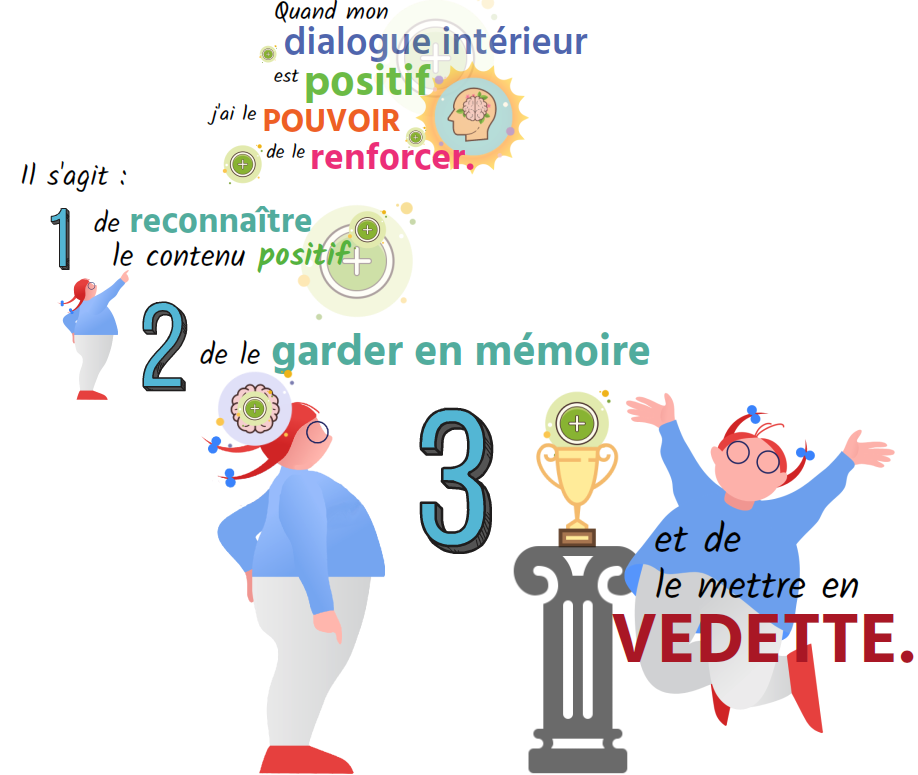 Quand mon
dialogue intérieur
est positif
j'ai le POUVOIR
de le renforcer.
Il s'agit :
1 de reconnaître
le contenu positif
2 de le garder en mémoire
3 et de
le mettre en
VEDETTE.